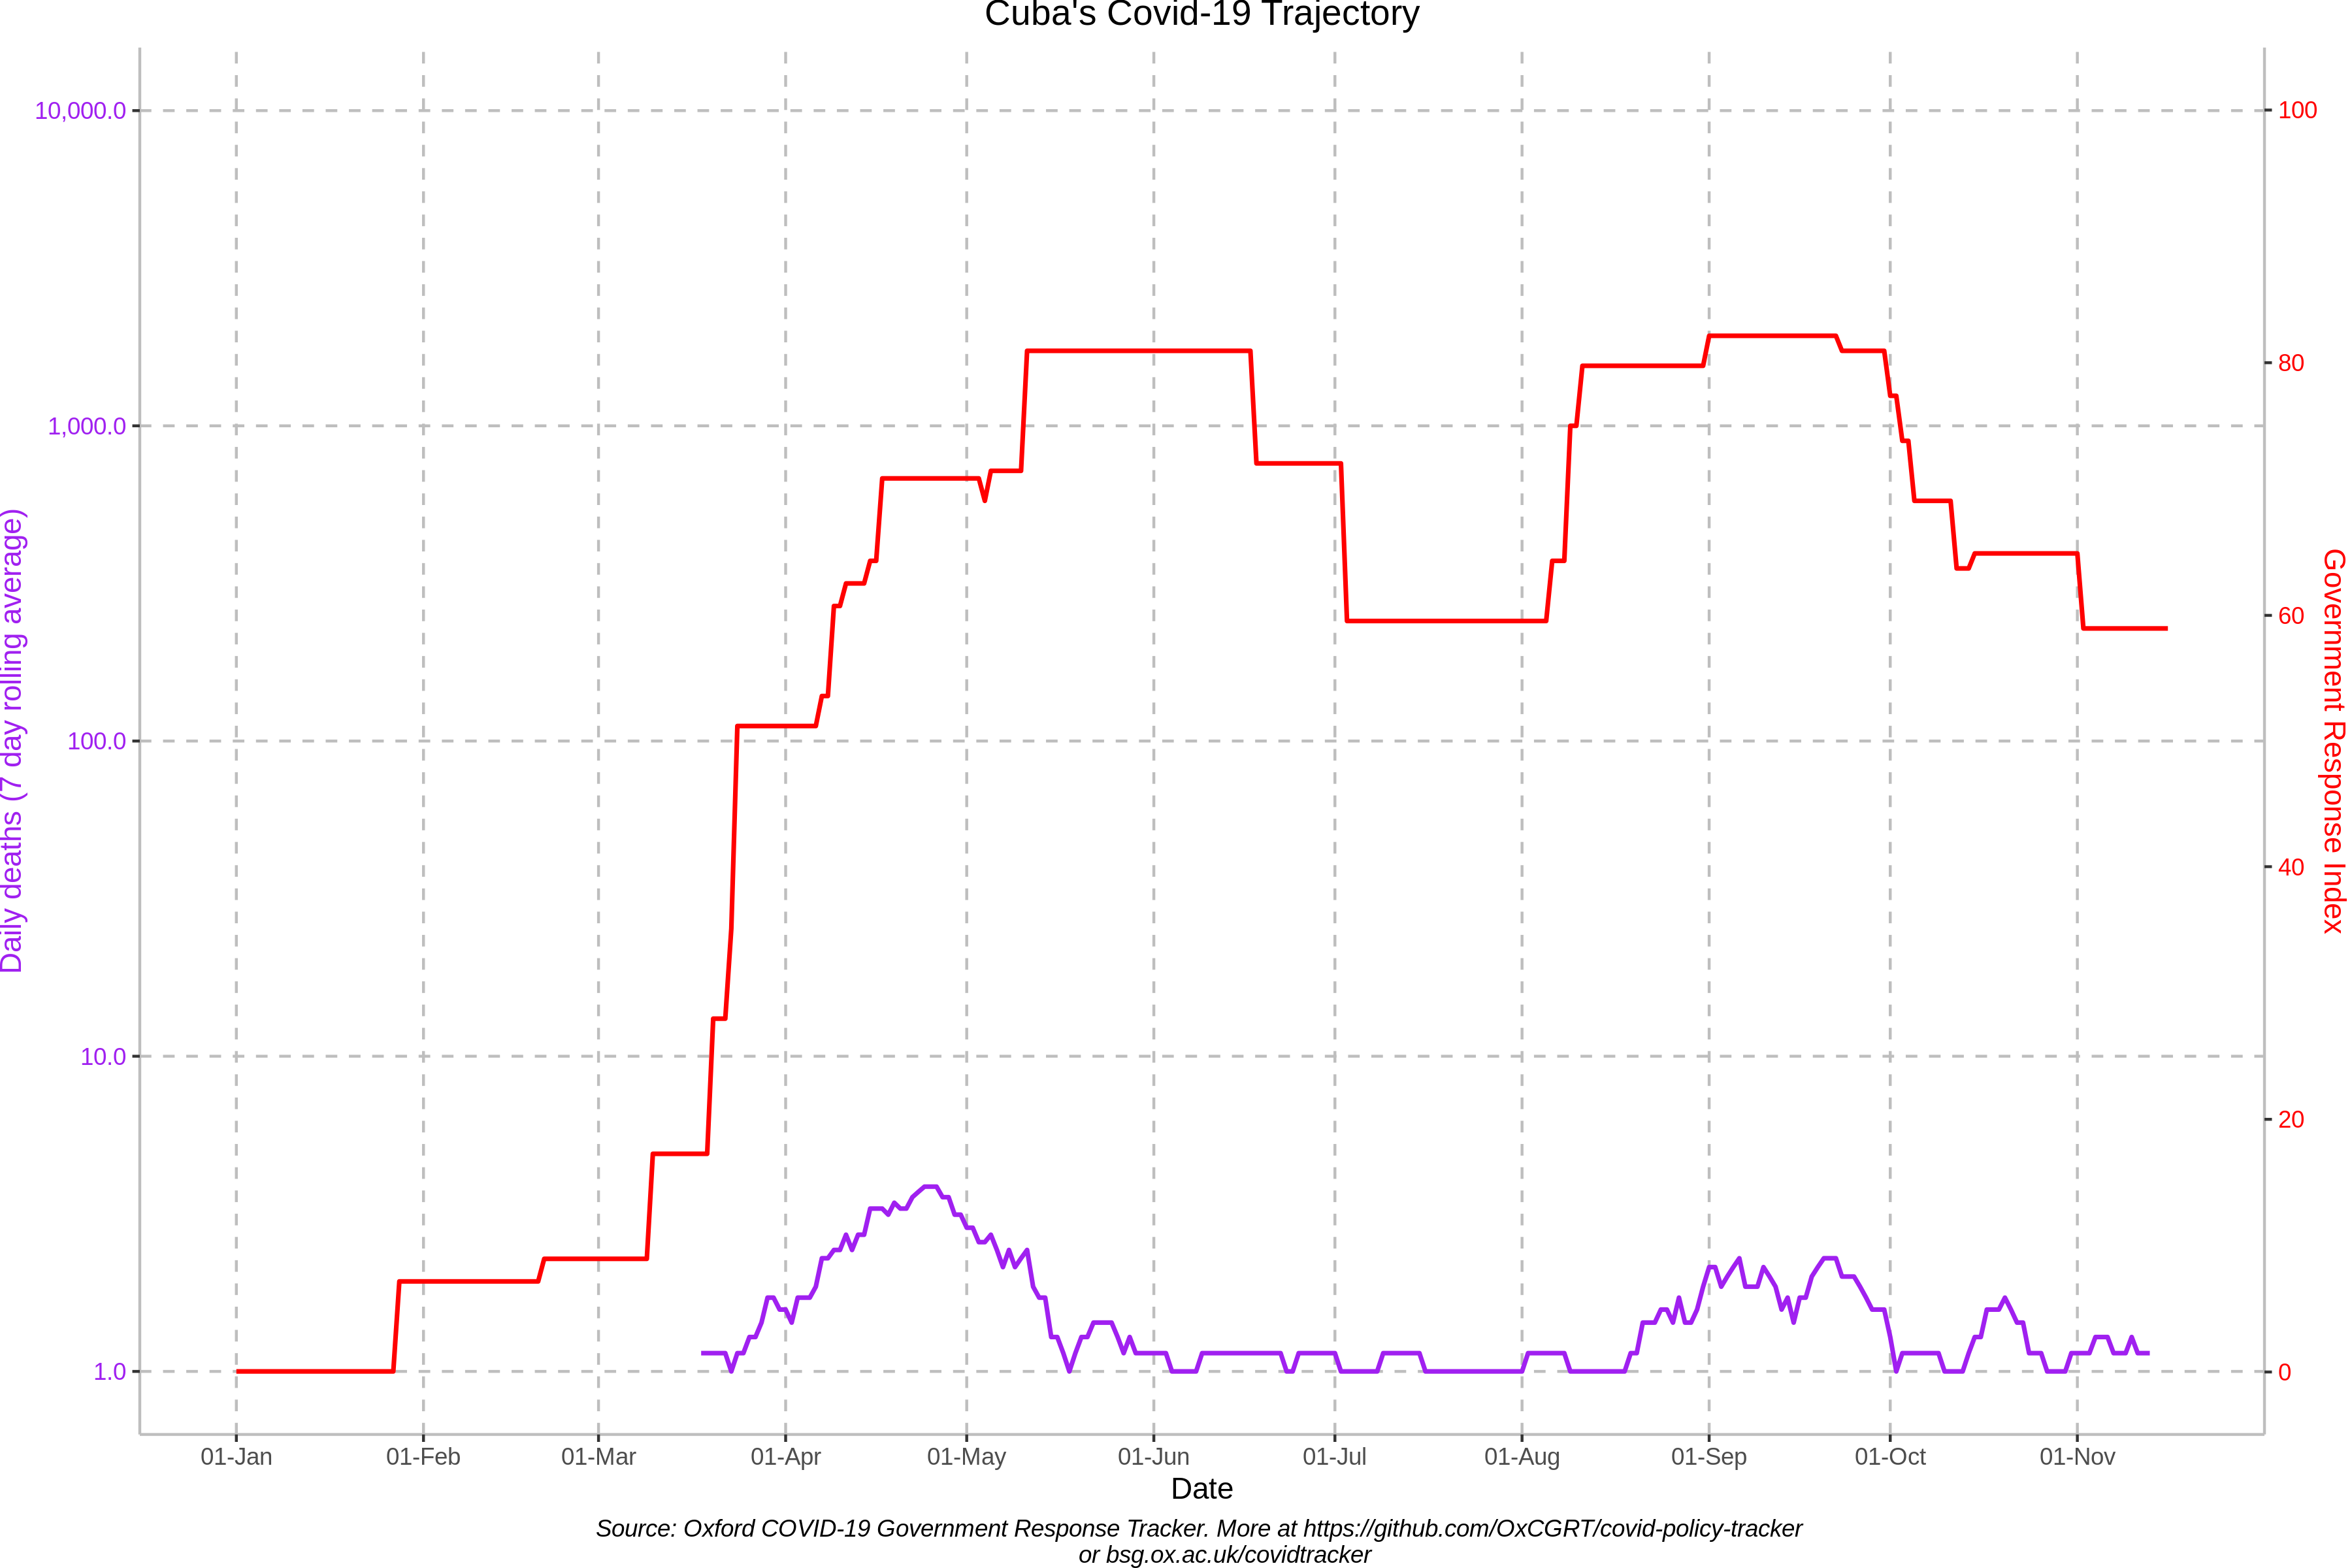 Cuba's Covid-19 Trajectory
10,000.0
1,000.0
100.0
10.0
1.0
Daily deaths (7 day rolling average)
100
80
60
40
20
0
Government Response Index
01-Jan 01-Feb 01-Mar 01-Apr 01-May 01-Jun 01-Jul 01-Aug 01-Sep 01-Oct 01-Nov
Date
Source: Oxford COVID-19 Government Response Tracker. More at https://github.com/OxCGRT/covid-policy-tracker
or bsg.ox.ac.uk/covidtracker